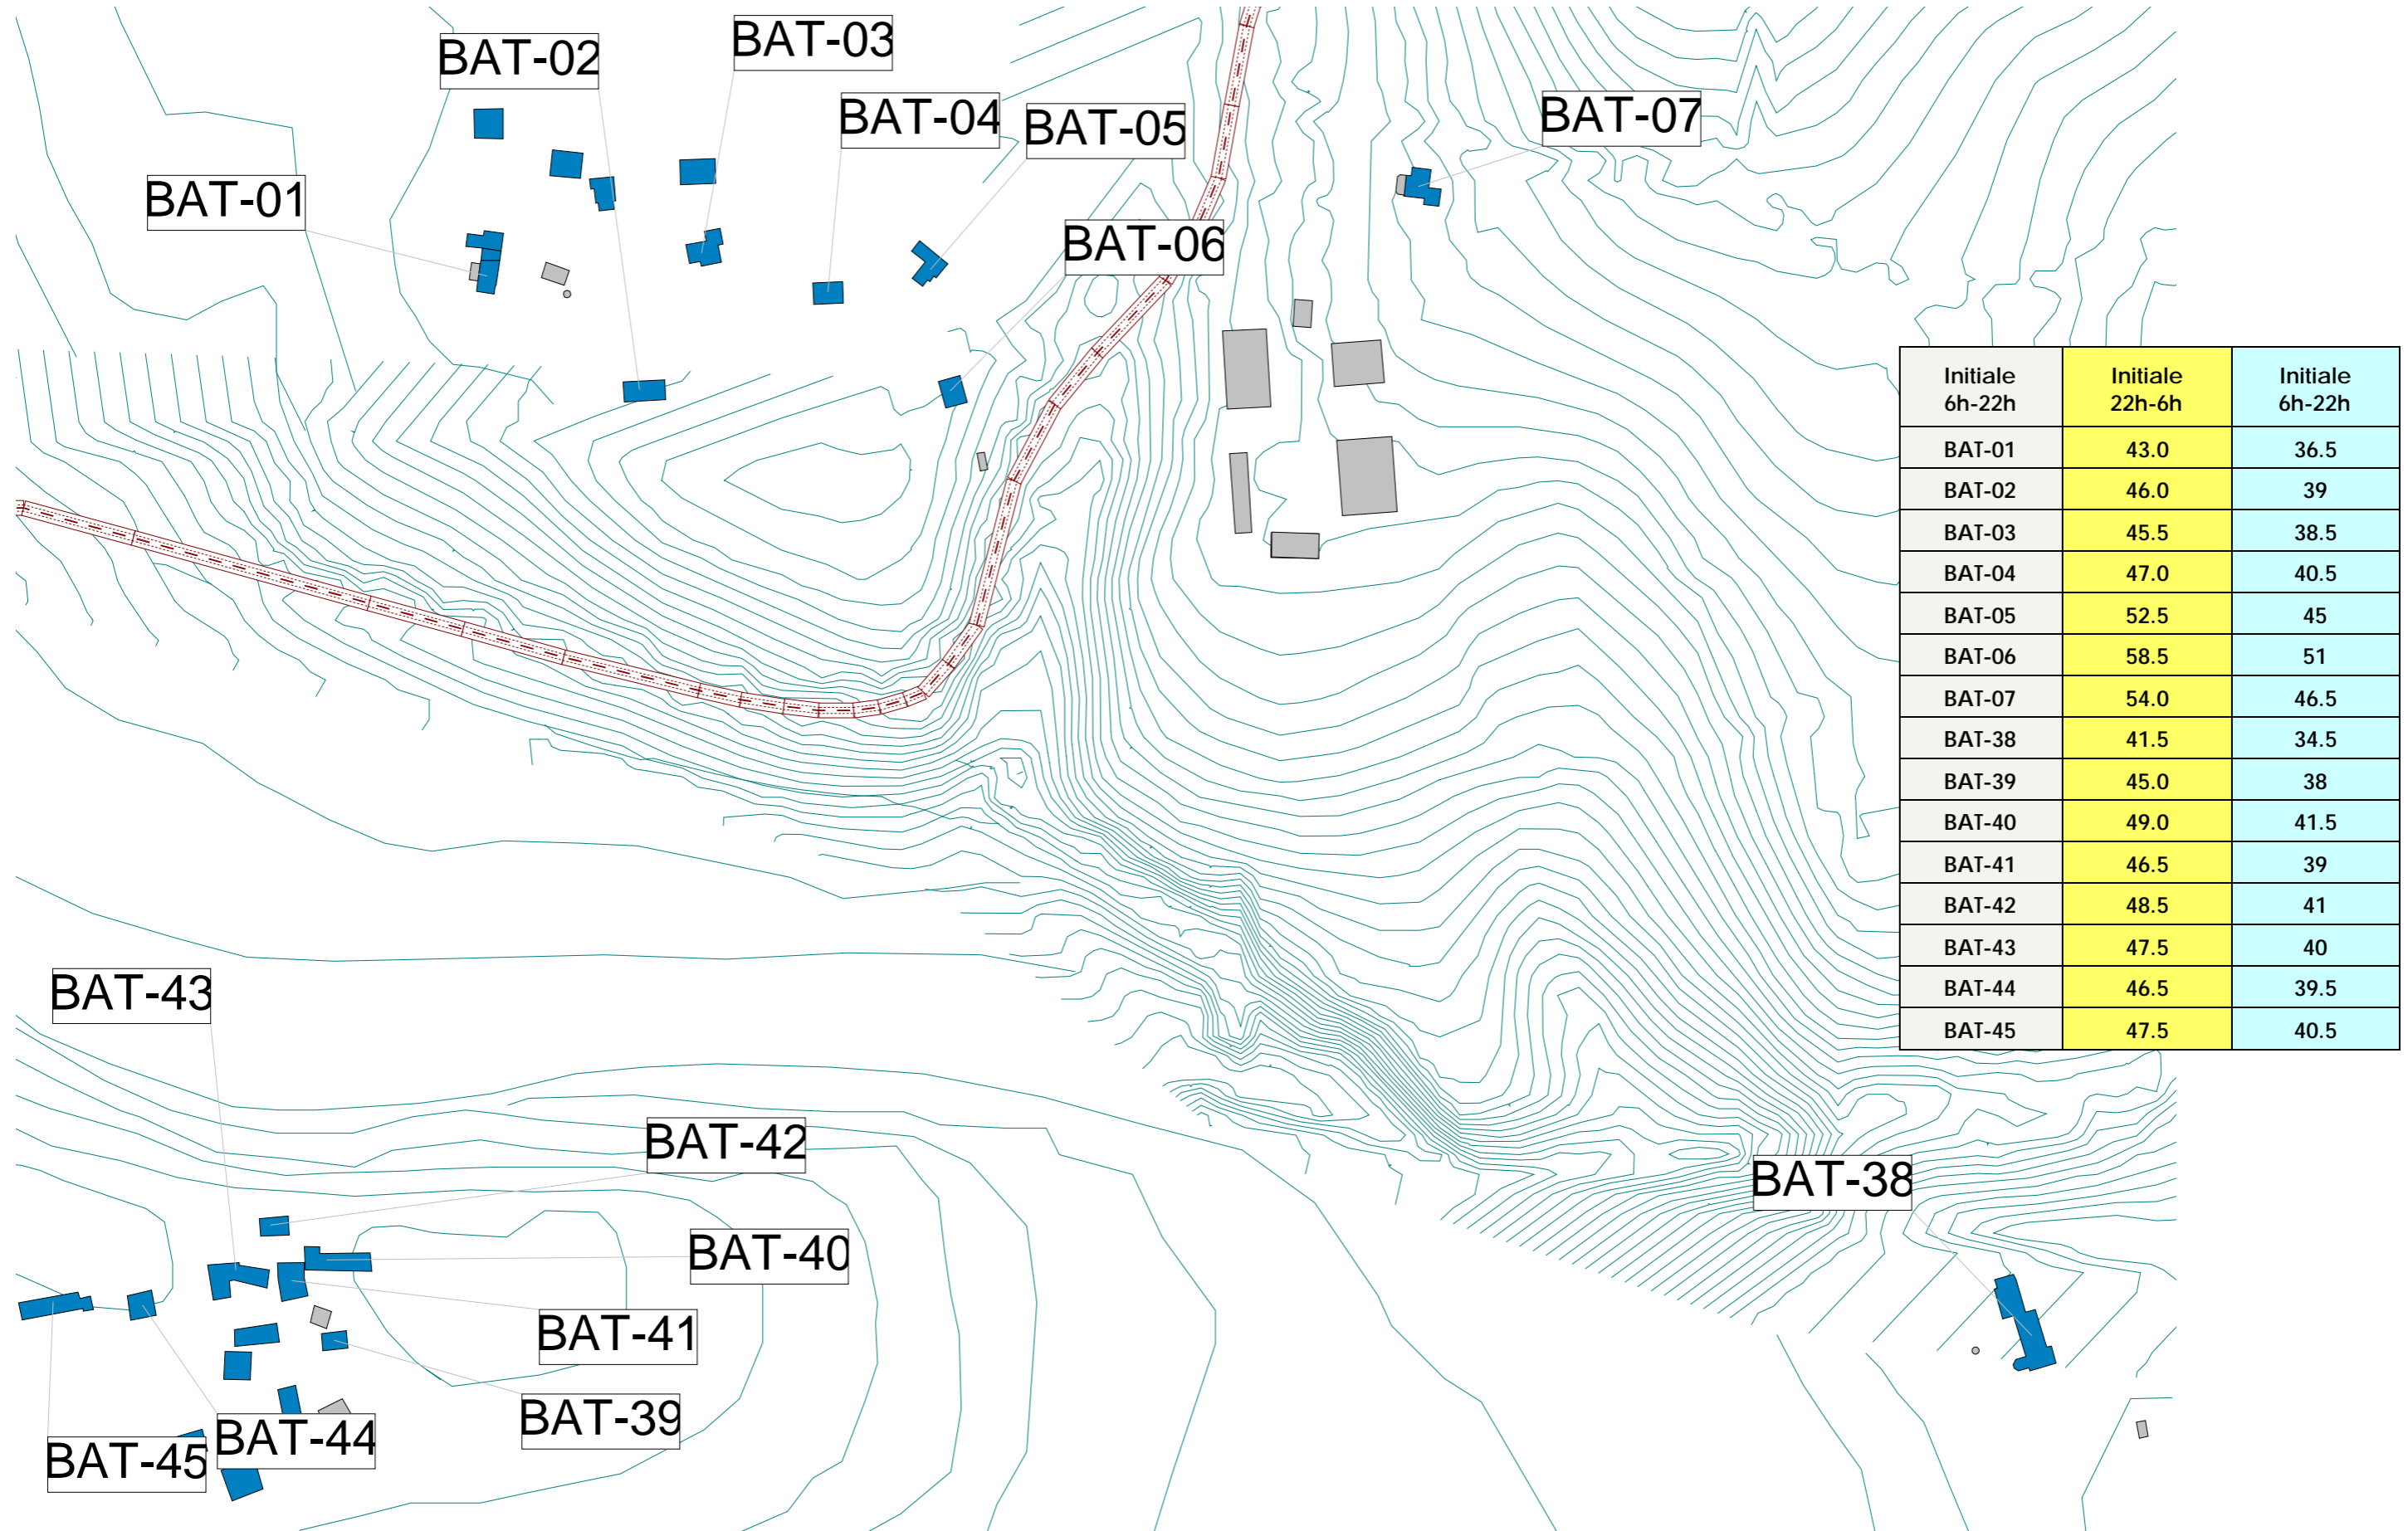 BAT-03
BAT-02
BAT-04
BAT-05
BAT-07
BAT-01
BAT-06
Initiale 6h-22h Initiale 22h-6h Initiale 6h-22h
BAT-01 43.0 36.5
BAT-02 46.0 39
BAT-03 45.5 38.5
BAT-04 47.0 40.5
BAT-05 52.5 45
BAT-06 58.5 51
BAT-07 54.0 46.5
BAT-38 41.5 34.5
BAT-39 45.0 38
BAT-40 49.0 41.5
BAT-41 46.5 39
BAT-42 48.5 41
BAT-43 47.5 40
BAT-44 46.5 39.5
BAT-45 47.5 40.5
BAT-43
BAT-42
BAT-38
BAT-40
BAT-41
BAT-39
BAT-44
BAT-45